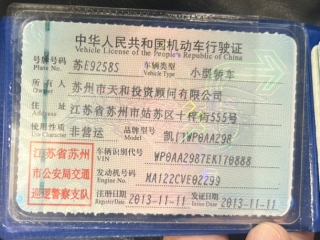 中华人民共和国机动车行驶证
Vehicle License of the People's Republic of China
号牌号码 苏E92585 车辆类型 小型轿车
Plate No. Vehicle Type
所有人 苏州市天和投资顾问有限公司
Owner
住址 江苏省苏州市姑苏区十梓街555号
Address
使用性质 非营运 品牌型号 凯门WP0AA298
Use Character Model
江苏省苏州市公安局交通巡逻警察支队
车辆识别代号 WP0AA2987EK170888
VIN
发动机号码 MA122CVE02299
Engine No.
注册日期 2013-11-11 发证日期 2013-11-11
Register Date Issue Date